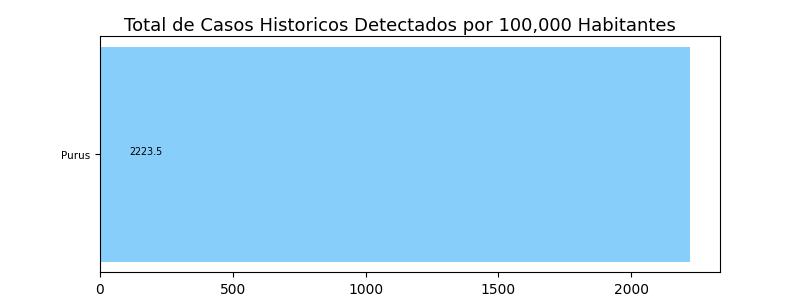 Total de Casos Historicos Detectados por 100,000 Habitantes
Purus
2223.5
0 500 1000 1500 2000